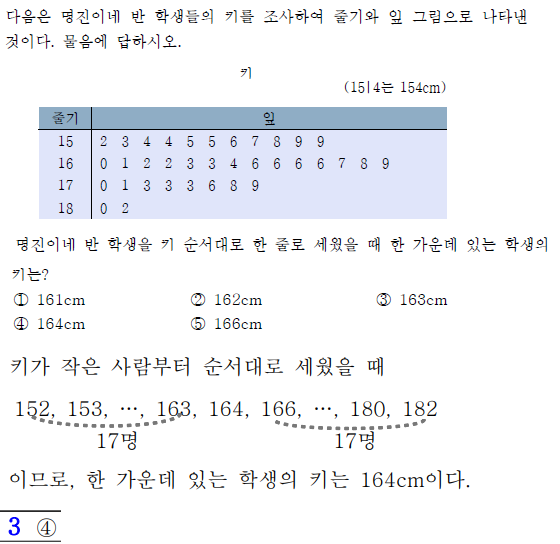 다음은 명진이네 반 학생들의 키를 조사하여 줄기와 잎 그림으로 나타낸
것이다. 물음에 답하시오.
키
(15|4는 154cm)
줄기 잎
15 2 3 4 4 5 5 6 7 8 9 9
16 0 1 2 2 3 3 4 6 6 6 6 7 8 9
17 0 1 3 3 3 6 8 9
18 0 2
명진이네 반 학생을 키 순서대로 한 줄로 세웠을 때 한 가운데 있는 학생의
키는?
① 161cm ② 162cm ③ 163cm
④ 164cm ⑤ 166cm
키가 작은 사람부터 순서대로 세웠을 때
152, 153, …, 163, 164, 166, …, 180, 182
17명 17명
이므로, 한 가운데 있는 학생의 키는 164cm이다.
3 ④